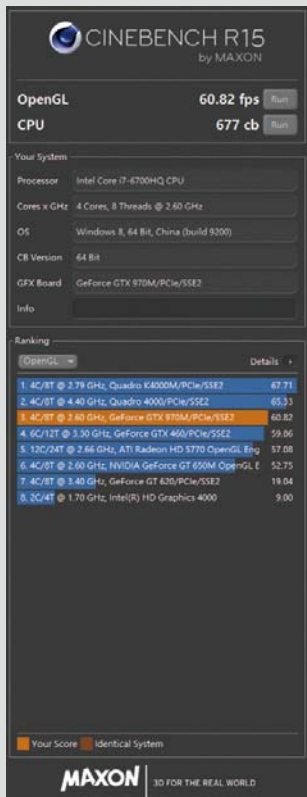 CINEBENCH R15
by MAXON
OpenGL 60.82 fps Run
CPU 677 cb Run
Your System
Processor Intel Core i7-6700HQ CPU
Cores x GHz 4 Cores, 8 Threads @ 2.60 GHz
OS Windows 8, 64 Bit, China (build 9200)
CB Version 64 Bit
GFX Board GeForce GTX 970M/PCIe/SSE2
Info
Ranking
OpenGL Details +
1. 4C/8T @ 2.79 GHz, Quadro K4000M/PCIe/SSE2 67.71
2. 4C/8T @ 4.40 GHz, Quadro 4000/PCIe/SSE2 65.33
3. 4C/8T @ 2.60 GHz, GeForce GTX 970M/PCIe/SSE2 60.82
4. 6C/12T @ 3.30 GHz, GeForce GTX 460/PCIe/SSE2 59.86
5. 12C/24T @ 2.66 GHz, ATI Radeon HD 5770 OpenGL Eng 57.08
6. 4C/8T @ 2.60 GHz, NVIDIA GeForce GT 650M OpenGL E 52.75
7. 4C/8T @ 3.40 GHz, GeForce GT 620/PCIe/SSE2 19.04
8. 2C/4T @ 1.70 GHz, Intel(R) HD Graphics 4000 9.00
Your Score Identical System
MAXON 3D FOR THE REAL WORLD